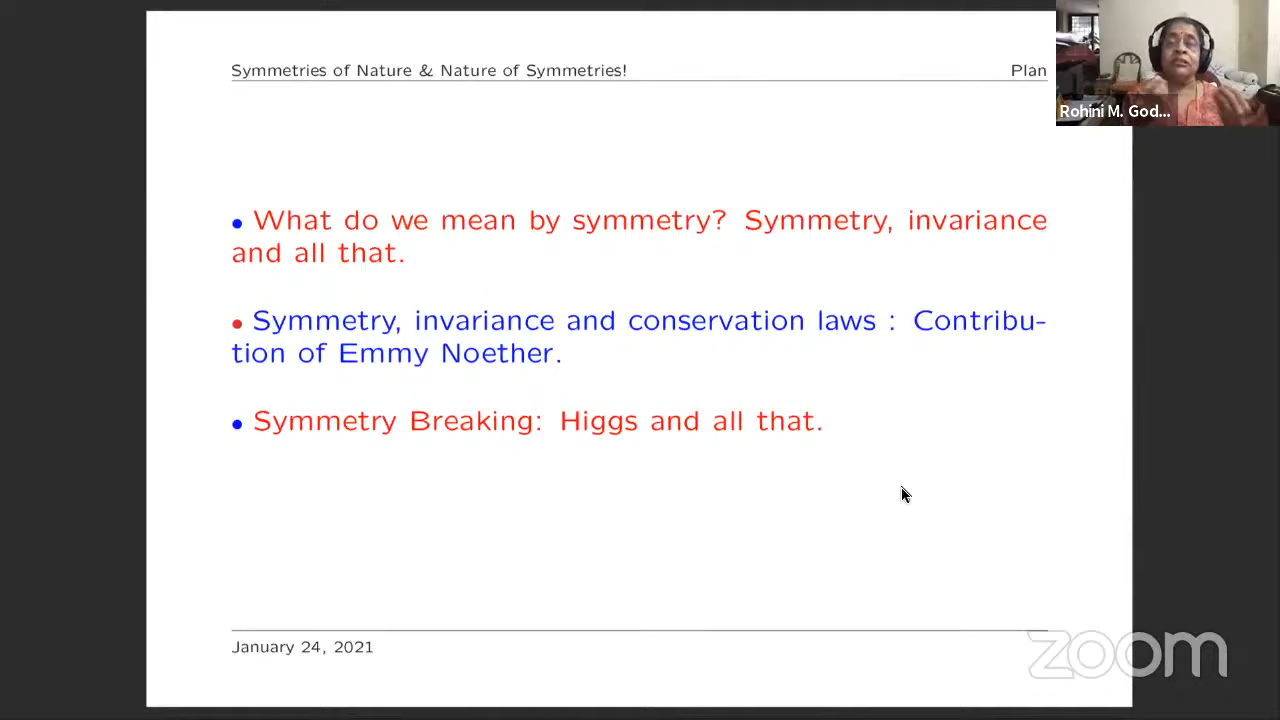 Symmetries of Nature & Nature of Symmetries!
Plan
Rohini M. God...
• What do we mean by symmetry? Symmetry, invariance
and all that.
• Symmetry, invariance and conservation laws : Contribu-
tion of Emmy Noether.
• Symmetry Breaking: Higgs and all that.
January 24, 2021
zoom